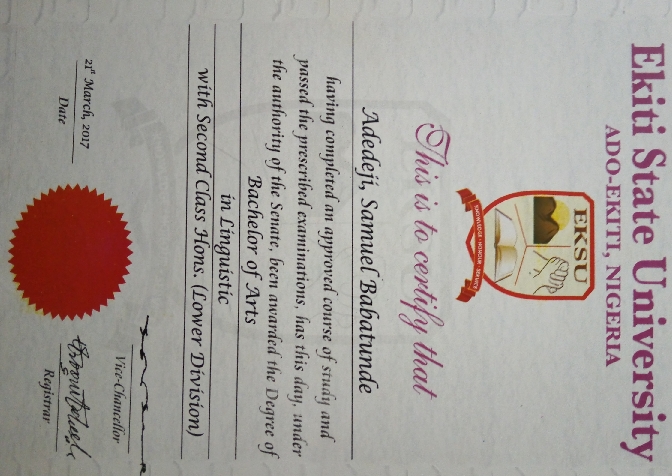 Ekiti State University
ADO-EKITI, NIGERIA
EKSU
KNOWLEDGE · HONOUR · SERVICE
This is to certify that
Adedeji, Samuel Babatunde
having completed an approved course of study and
passed the prescribed examinations, has this day, under
the authority of the Senate, been awarded the Degree of
Bachelor of Arts
in Linguistic
with Second Class Hons. (Lower Division)
21st March, 2017
Date
Vice-Chancellor
Registrar